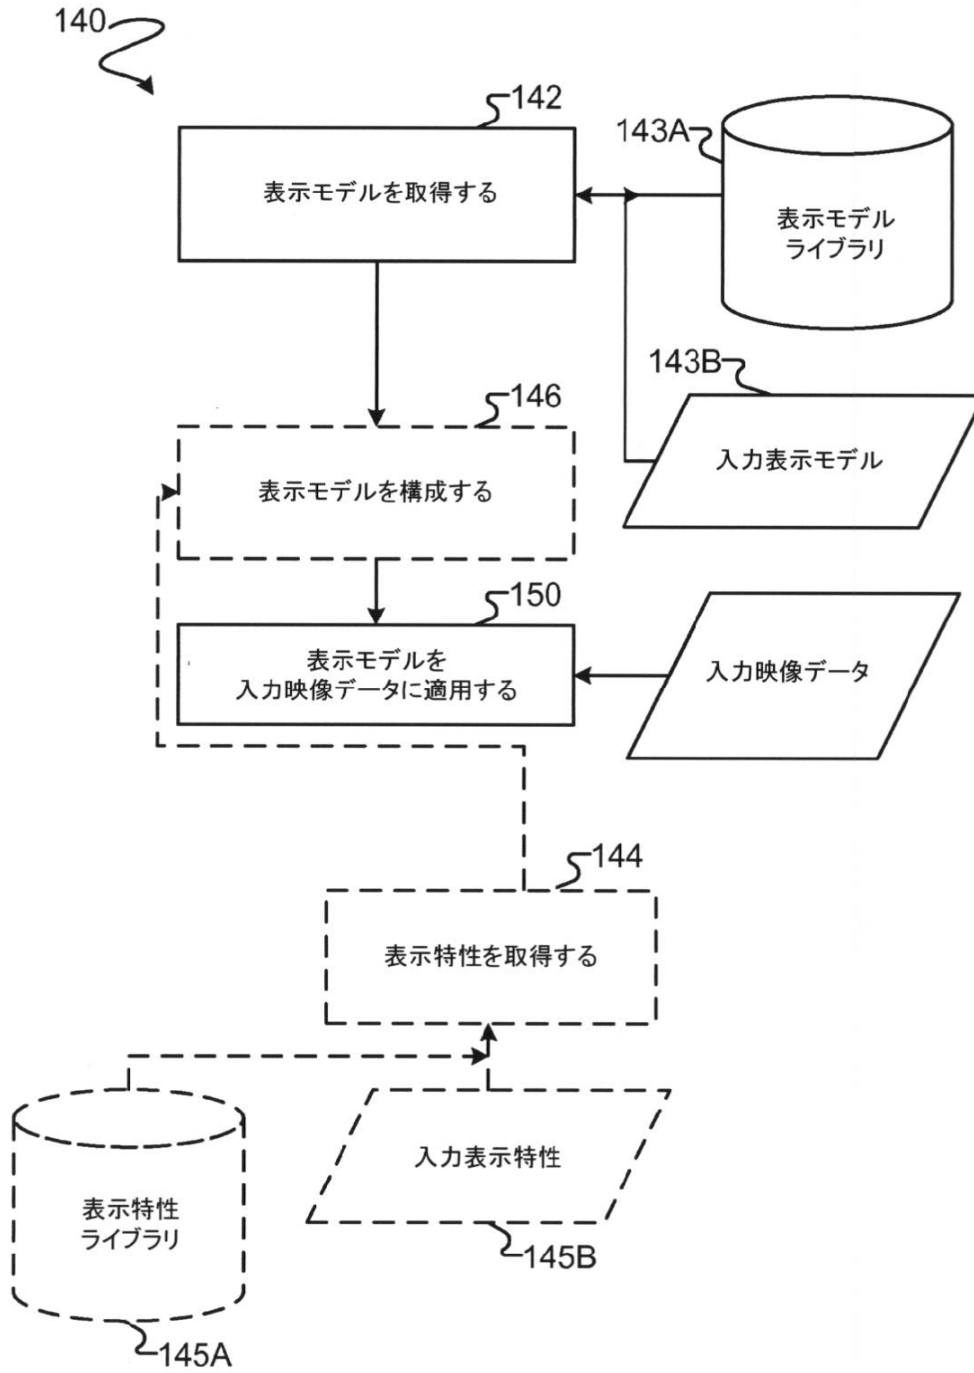 140
142
143A
表示モデルを取得する
表示モデル
ライブラリ
143B
146
入力表示モデル
表示モデルを構成する
150
表示モデルを
入力映像データに適用する
入力映像データ
144
表示特性を取得する
入力表示特性
表示特性
ライブラリ
145B
145A